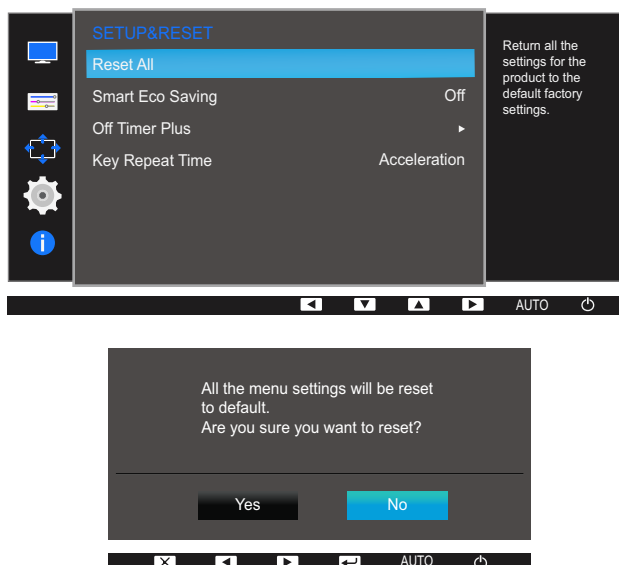 SETUP&RESET
Reset All
Smart Eco Saving Off
Off Timer Plus
Key Repeat Time Acceleration
Return all the
settings for the
product to the
default factory
settings.
AUTO
All the menu settings will be reset
to default.
Are you sure you want to reset?
Yes No
AUTO